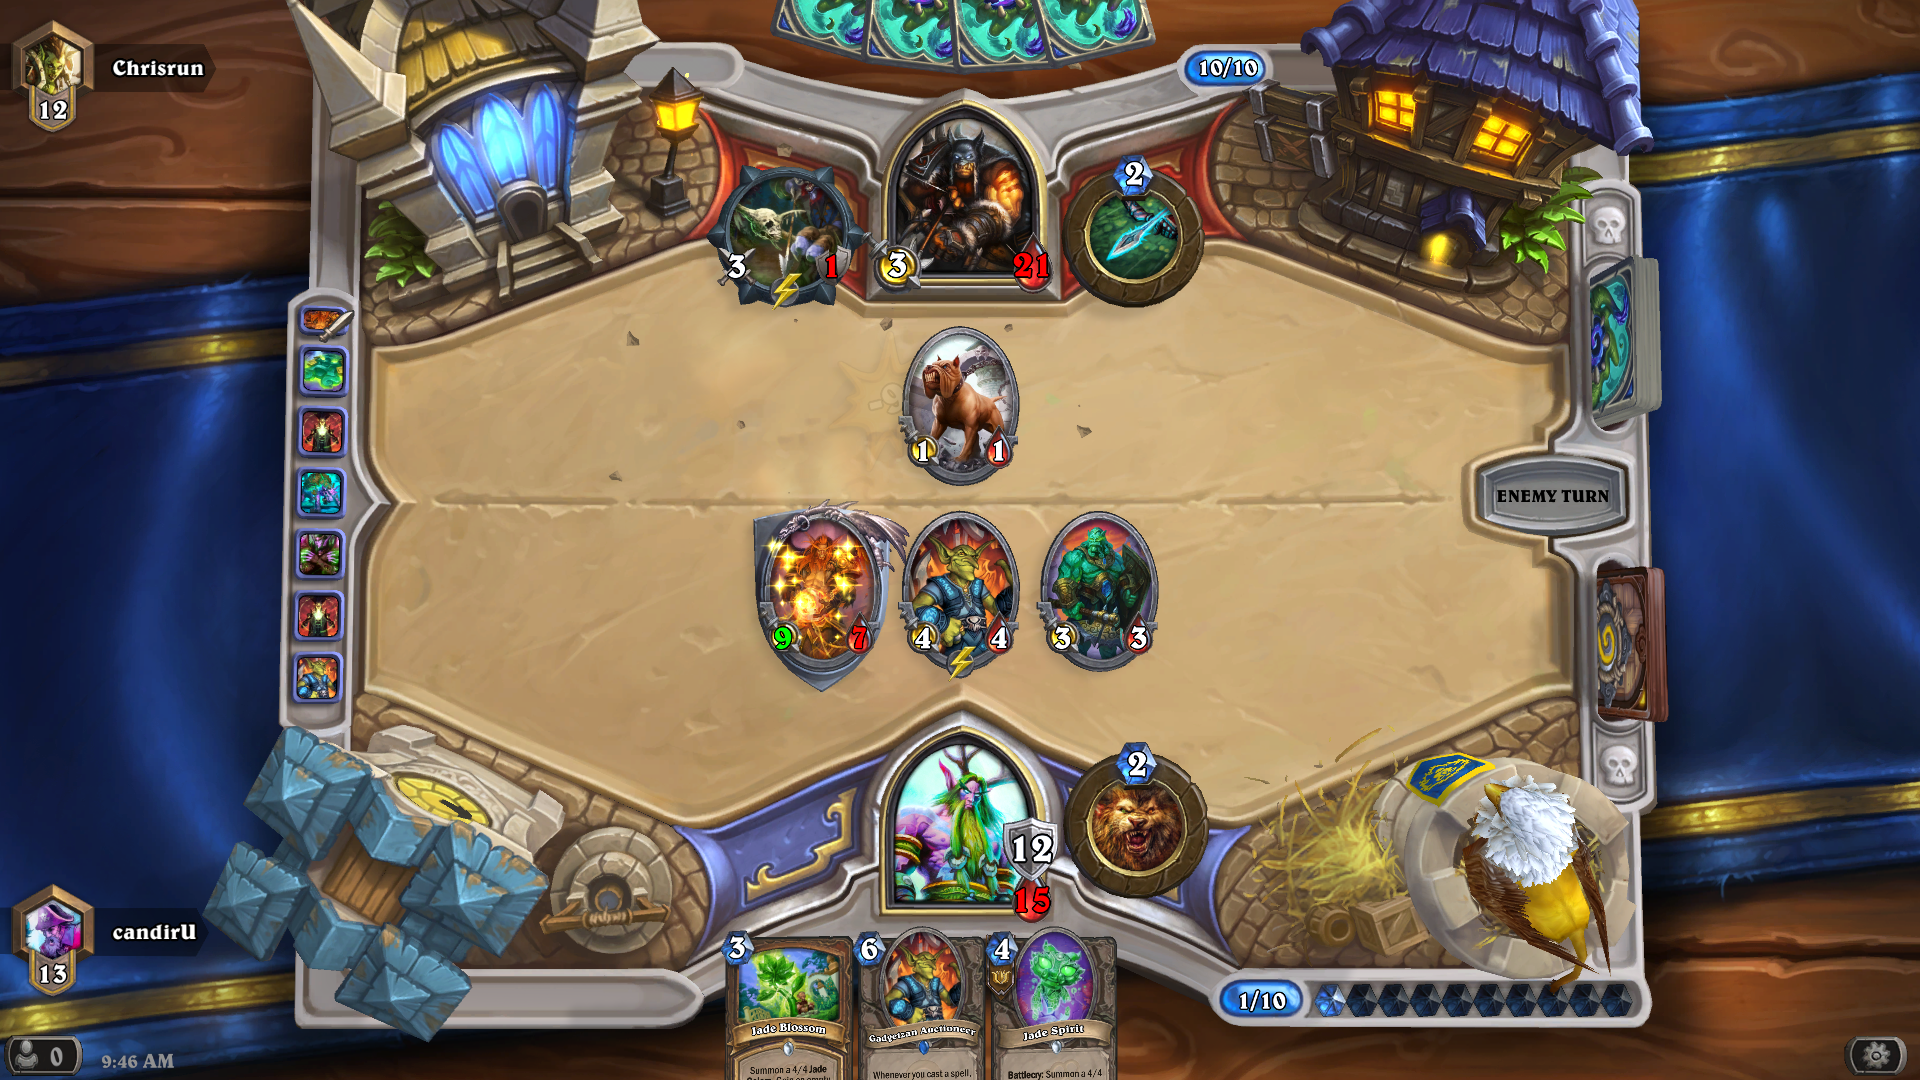 Chrisrun
12
10/10
2
3
1
3
21
1
1
ENEMY TURN
9
7
4
4
3
3
2
12
15
candirU
13
3
6
4
1/10
Jade Blossom
Gadgetzan Auctioneer
Jade Spirit
Summon a 4/4 Jade
Whenever you cast a spell,
Battlecry: Summon a 4/4
0
9:46 AM